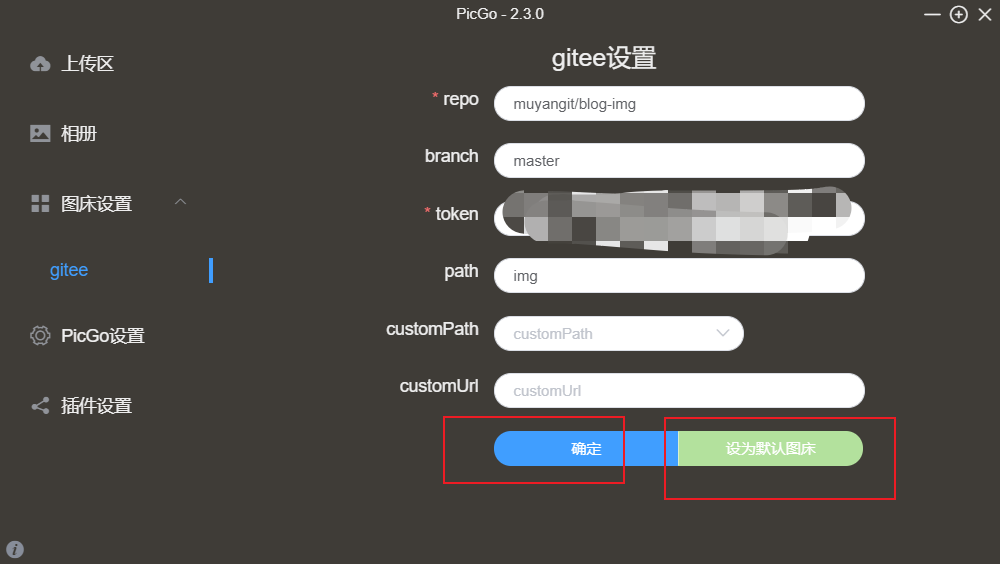 PicGo - 2.3.0
上传区
相册
图床设置
gitee
PicGo设置
插件设置
gitee设置
* repo
muyangit/blog-img
branch
master
* token
path
img
customPath
customPath
customUrl
customUrl
确定
设为默认图床